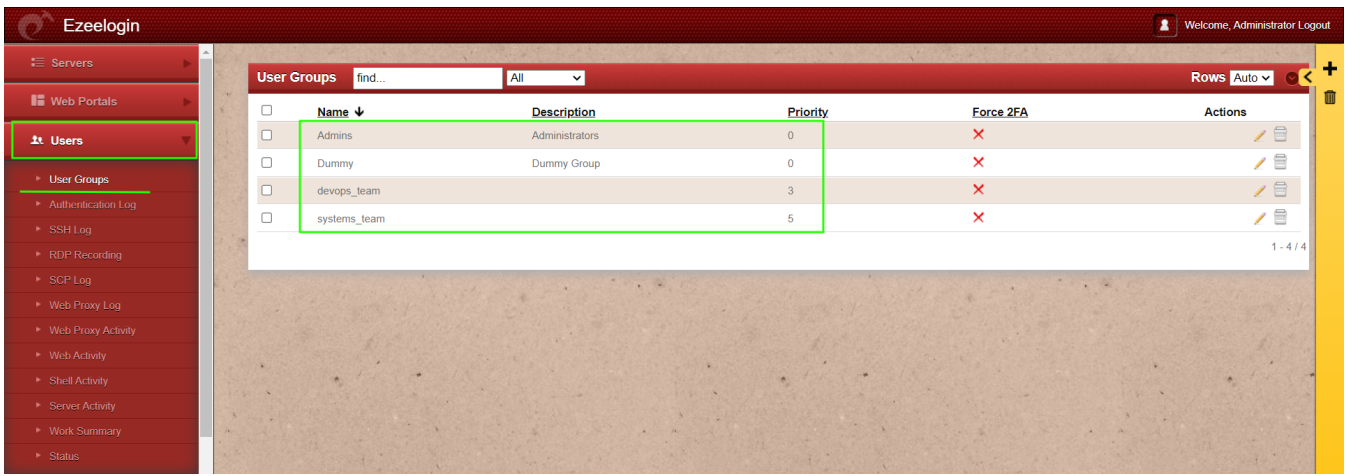 Ezeelogin
Welcome, Administrator Logout
Servers
Web Portals
Users
User Groups
Authentication Log
SSH Log
RDP Recording
SCP Log
Web Proxy Log
Web Proxy Activity
Web Activity
Shell Activity
Server Activity
Work Summary
Status
User Groups find... All Rows Auto
Name Description Priority Force 2FA Actions
Admins Administrators 0
Dummy Dummy Group 0
devops_team 3
systems_team 5
1 - 4 / 4